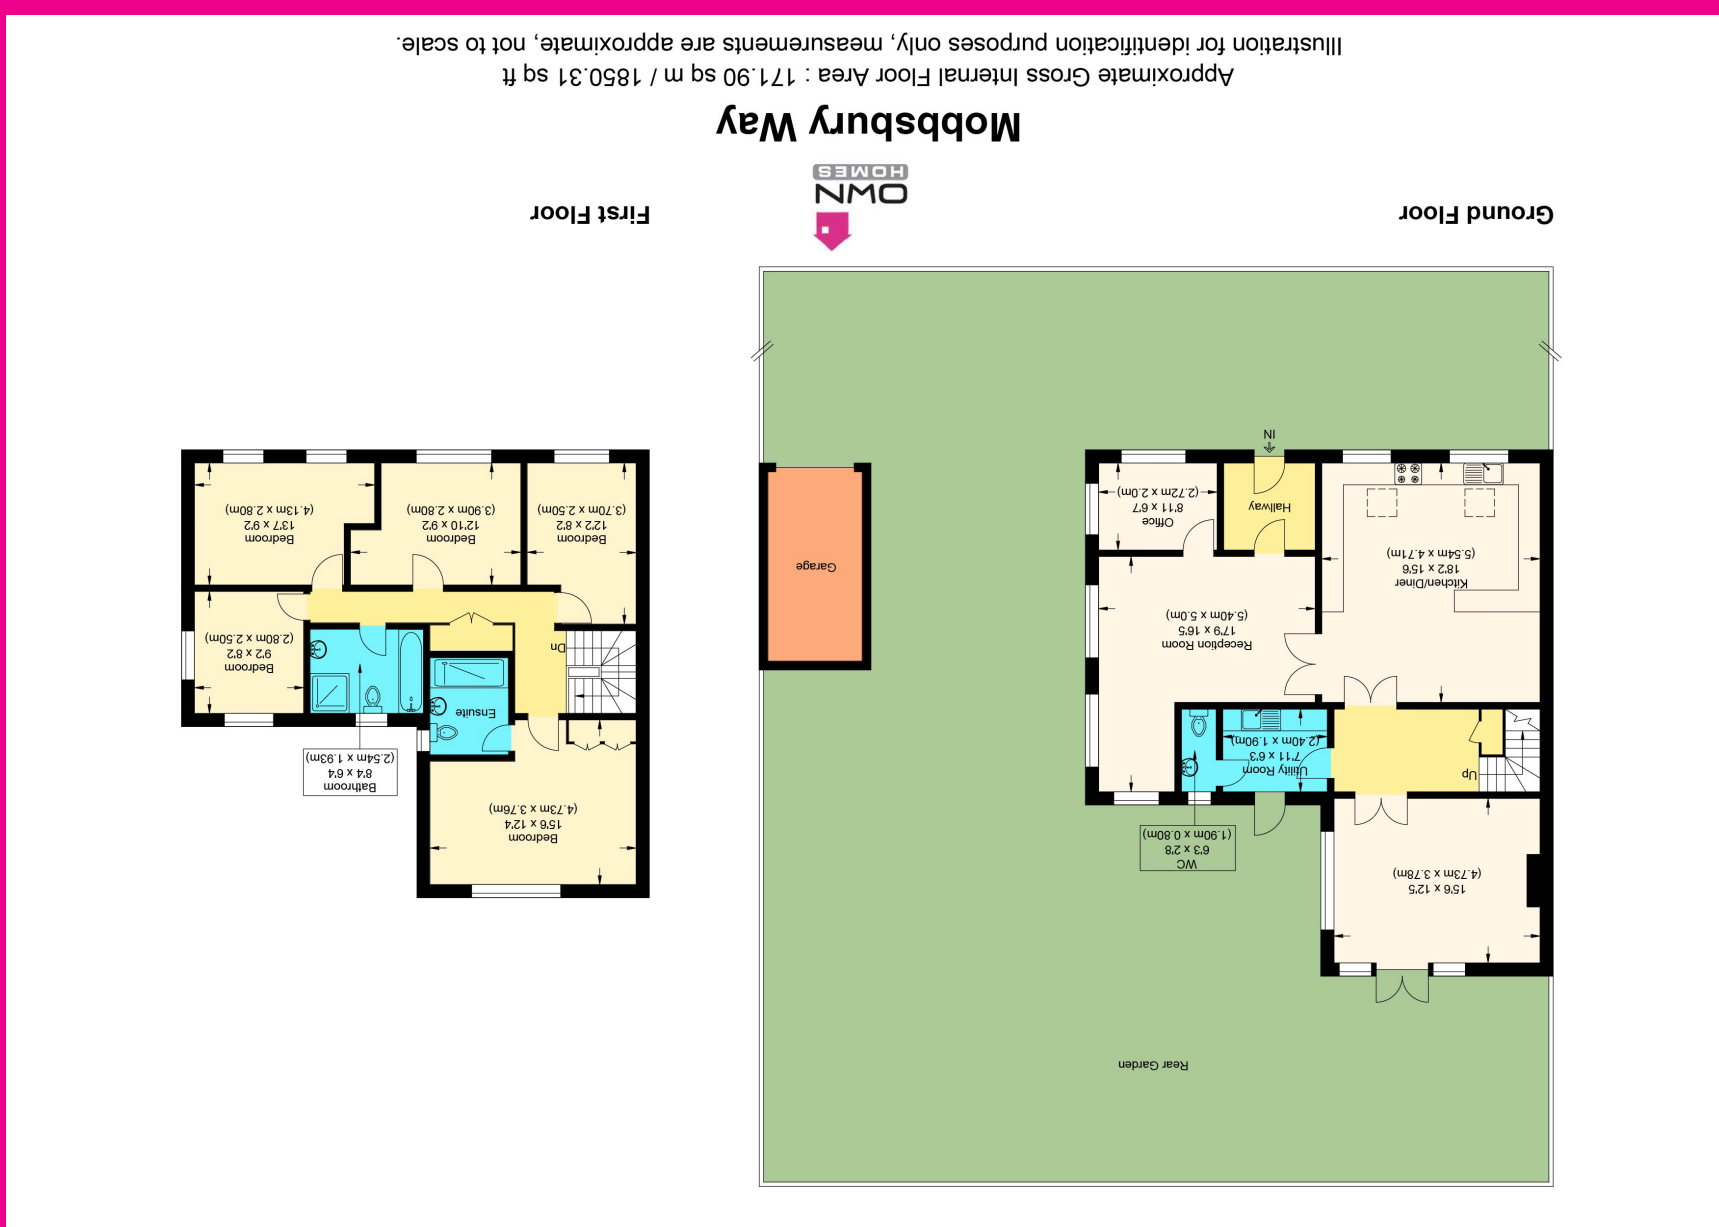 Rear Garden
15'6 x 12'5
(4.73m x 3.78m)
WC
6'3 x 2'8
(1.90m x 0.80m)
Up
Utility Room
7'11 x 6'3
(2.40m x 1.90m)
Kitchen/Diner
18'2 x 15'6
(5.54m x 4.71m)
Reception Room
17'9 x 16'5
(5.40m x 5.0m)
Hallway
Office
8'11 x 6'7
(2.72m x 2.0m)
IN
Garage
Bedroom
15'6 x 12'4
(4.73m x 3.76m)
Bathroom
8'4 x 6'4
(2.54m x 1.93m)
Ensuite
Dn
Bedroom
9'2 x 8'2
(2.80m x 2.50m)
Bedroom
12'2 x 8'2
(3.70m x 2.50m)
Bedroom
12'10 x 9'2
(3.90m x 2.80m)
Bedroom
13'7 x 9'2
(4.13m x 2.80m)
Ground Floor
First Floor
OWN
HOMES
Mobbsbury Way
Approximate Gross Internal Floor Area : 171.90 sq m / 1850.31 sq ft
Illustration for identification purposes only, measurements are approximate, not to scale.